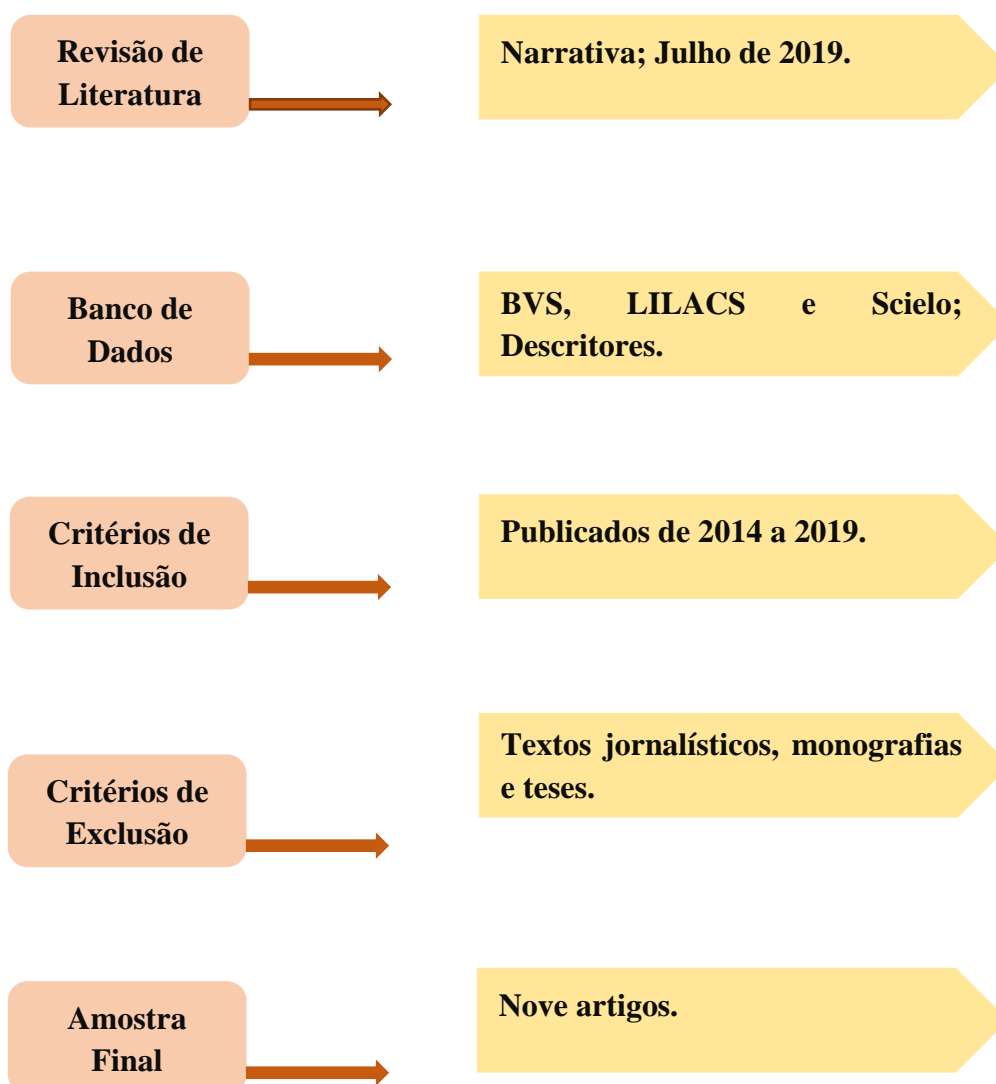 Revisão de
Literatura
Narrativa; Julho de 2019.
Banco de
Dados
BVS, LILACS e Scielo;
Descritores.
Critérios de
Inclusão
Publicados de 2014 a 2019.
Critérios de
Exclusão
Textos jornalísticos, monografias
e teses.
Amostra
Final
Nove artigos.